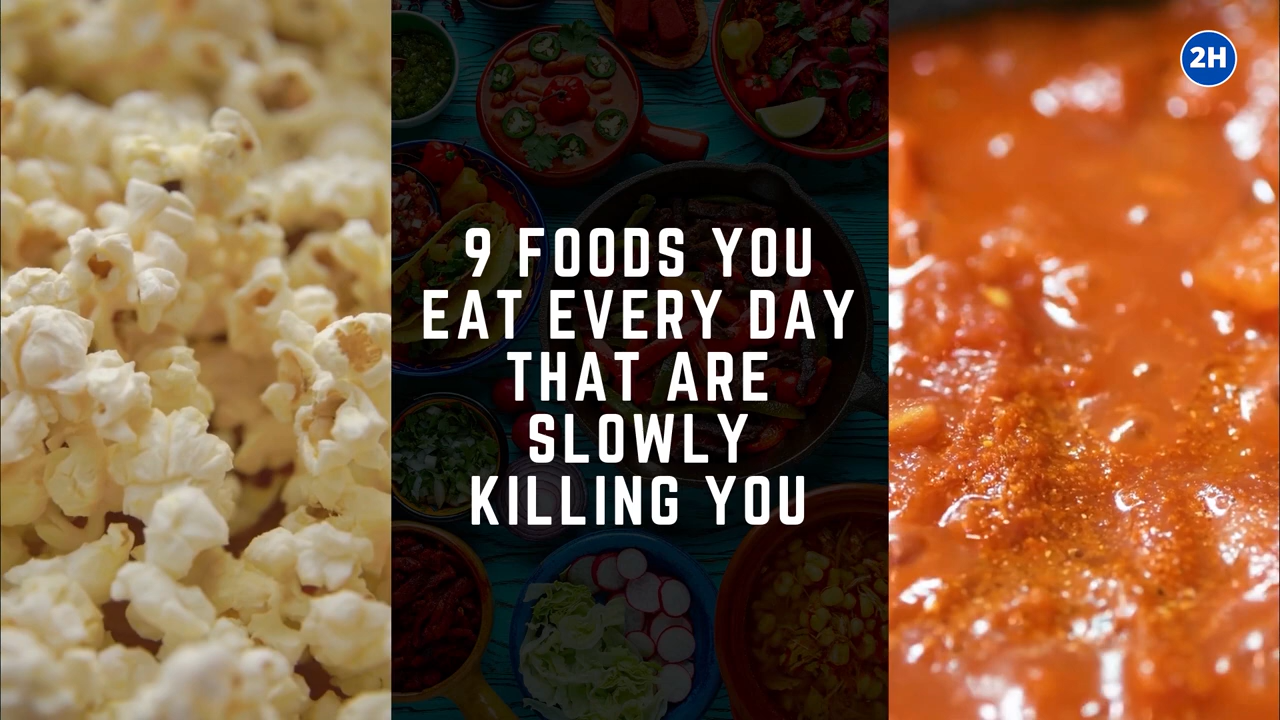 2H
9 FOODS YOU
EAT EVERY DAY
THAT ARE
SLOWLY
KILLING YOU